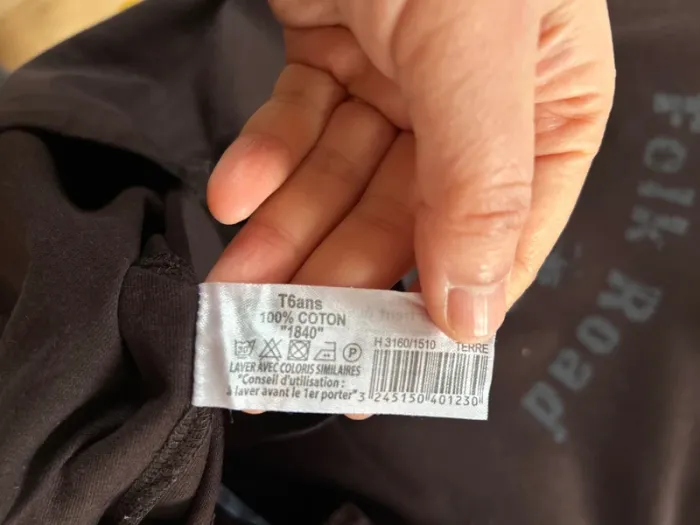 T6ans
100% COTON
"1840"
30 P
H 3160/1510 TERRE
LAVER AVEC COLORIS SIMILAIRES
"Conseil d'utilisation :
à laver avant le 1er porter"
3 245150 401230
Folk Road